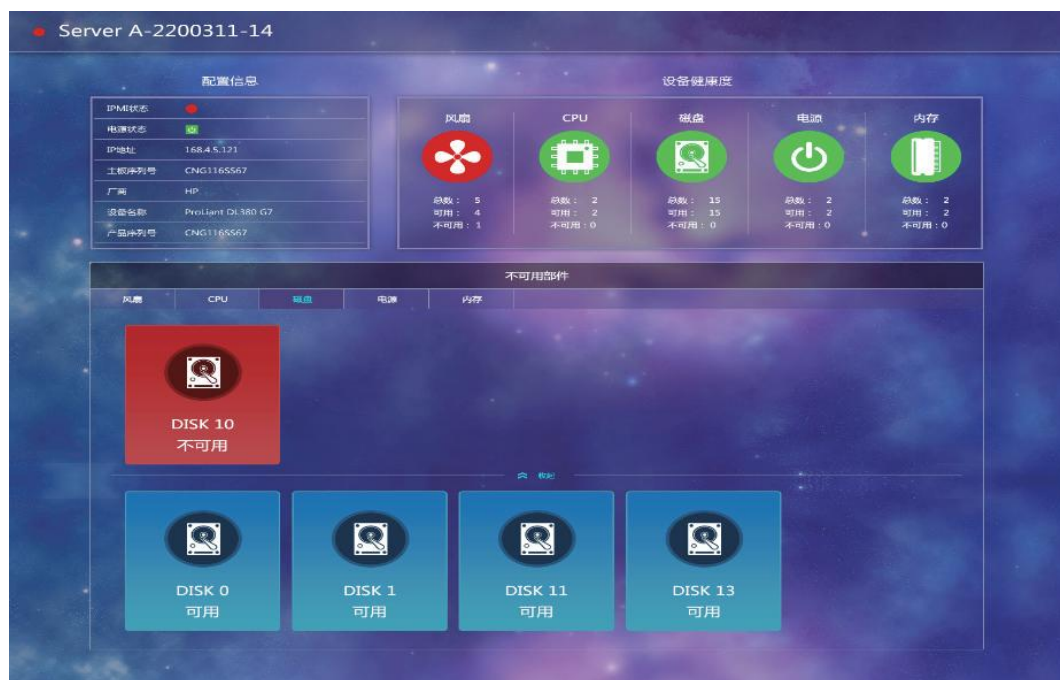 Server A-2200311-14
配置信息
IPMI状态
电源状态
IP地址 168.4.5.121
主板序列号 CNG116SS67
厂商 HP
设备名称 ProLiant DL380 G7
产品序列号 CNG116SS67
设备健康度
风扇 CPU 磁盘 电源 内存
总数： 5 总数： 2 总数： 15 总数： 2 总数： 2
可用： 4 可用： 2 可用： 15 可用： 2 可用： 2
不可用：1 不可用：0 不可用：0 不可用：0 不可用：0
不可用部件
风扇 CPU 磁盘 电源 内存
DISK 10
不可用
收起
DISK 0 DISK 1 DISK 11 DISK 13
可用 可用 可用 可用